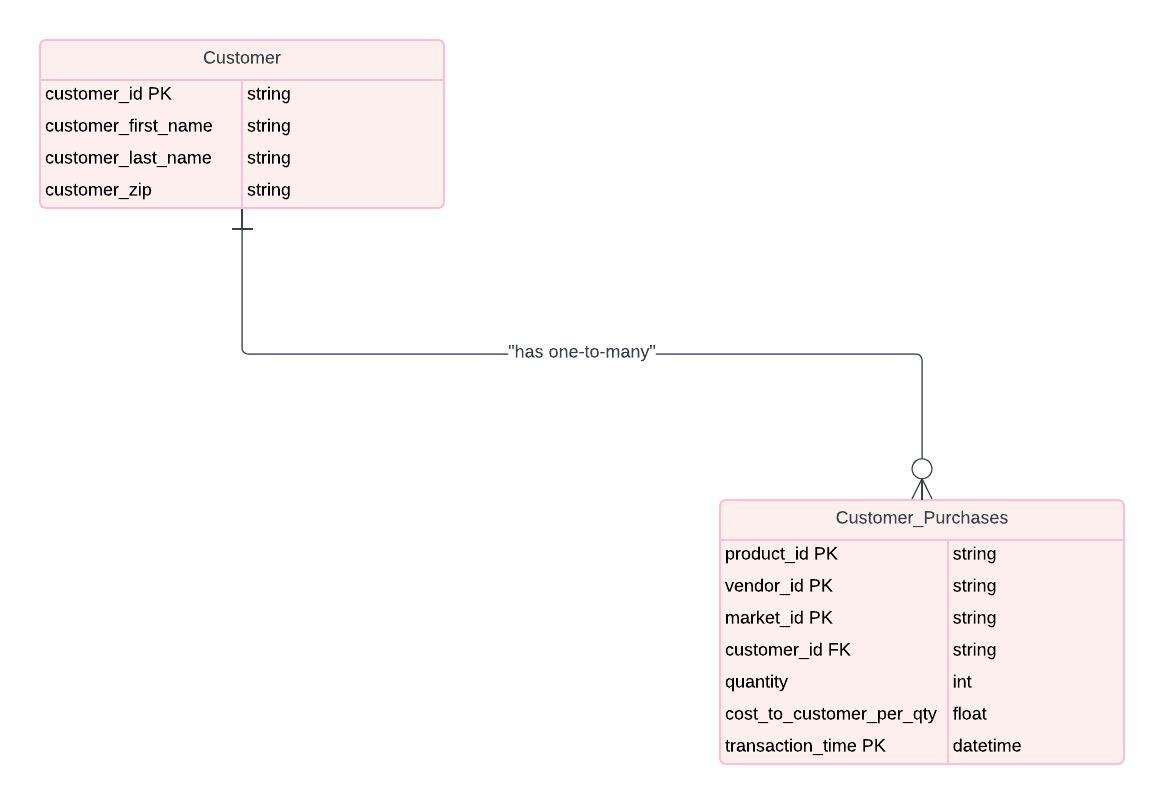 Customer
customer_id PK string
customer_first_name string
customer_last_name string
customer_zip string
"has one-to-many"
Customer_Purchases
product_id PK string
vendor_id PK string
market_id PK string
customer_id FK string
quantity int
cost_to_customer_per_qty float
transaction_time PK datetime